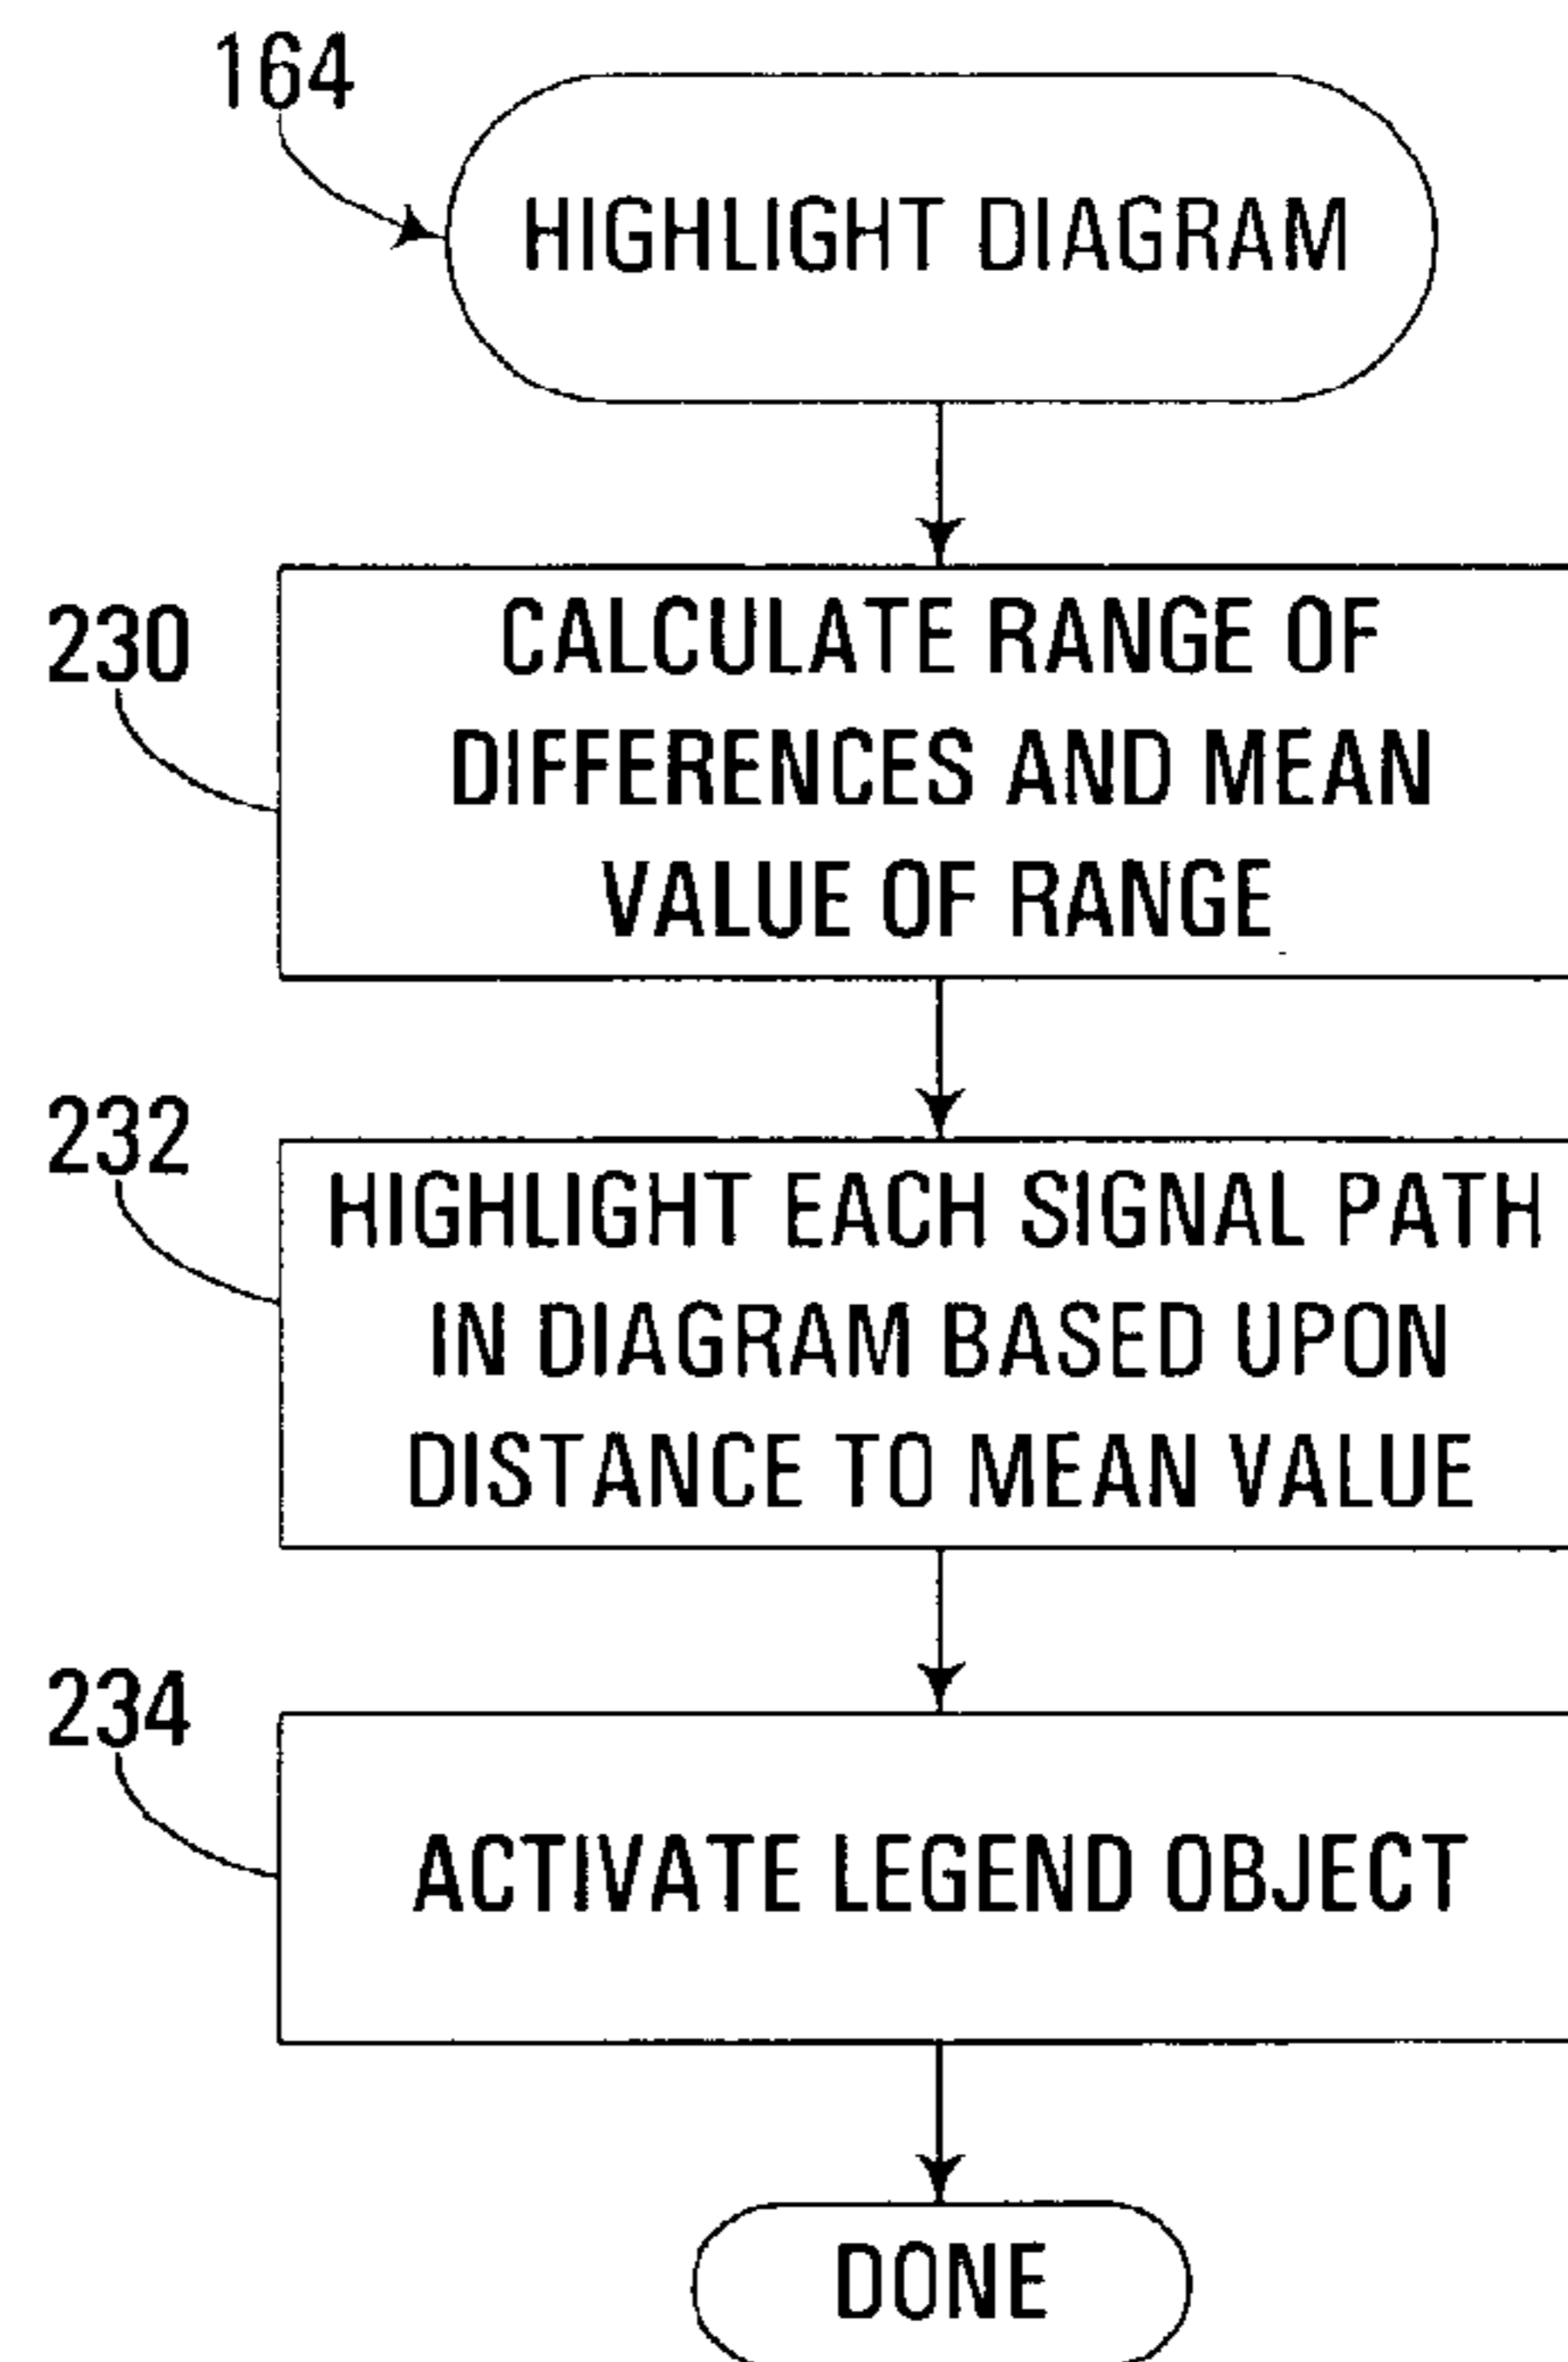 164
HIGHLIGHT DIAGRAM
230
CALCULATE RANGE OF
DIFFERENCES AND MEAN
VALUE OF RANGE
232
HIGHLIGHT EACH SIGNAL PATH
IN DIAGRAM BASED UPON
DISTANCE TO MEAN VALUE
234
ACTIVATE LEGEND OBJECT
DONE